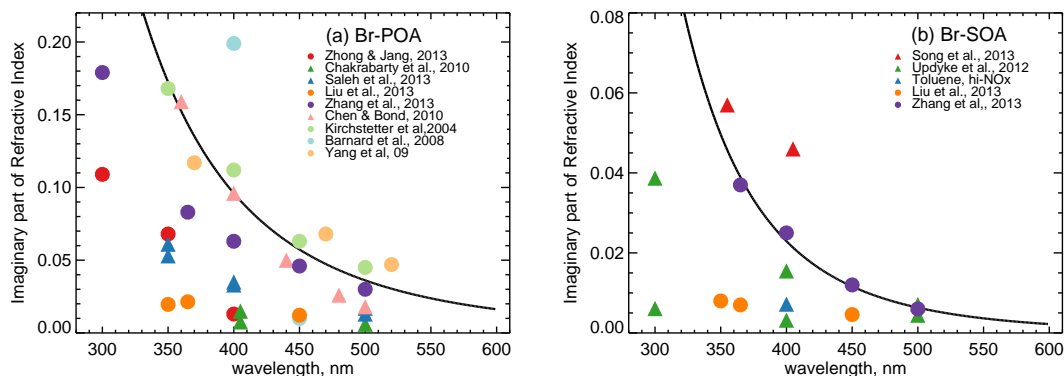 (a) Br-POA
Zhong & Jang, 2013
Chakrabarty et al., 2010
Saleh et al., 2013
Liu et al., 2013
Zhang et al., 2013
Chen & Bond, 2010
Kirchstetter et al,2004
Barnard et al., 2008
Yang et al, 09
Imaginary part of Refractive Index
0.20
0.15
0.10
0.05
0.00
300 350 400 450 500 550 600
wavelength, nm
(b) Br-SOA
Song et al., 2013
Updyke et al., 2012
Toluene, hi-NOx
Liu et al., 2013
Zhang et al,, 2013
Imaginary part of Refractive Index
0.08
0.06
0.04
0.02
0.00
300 350 400 450 500 550 600
wavelength, nm